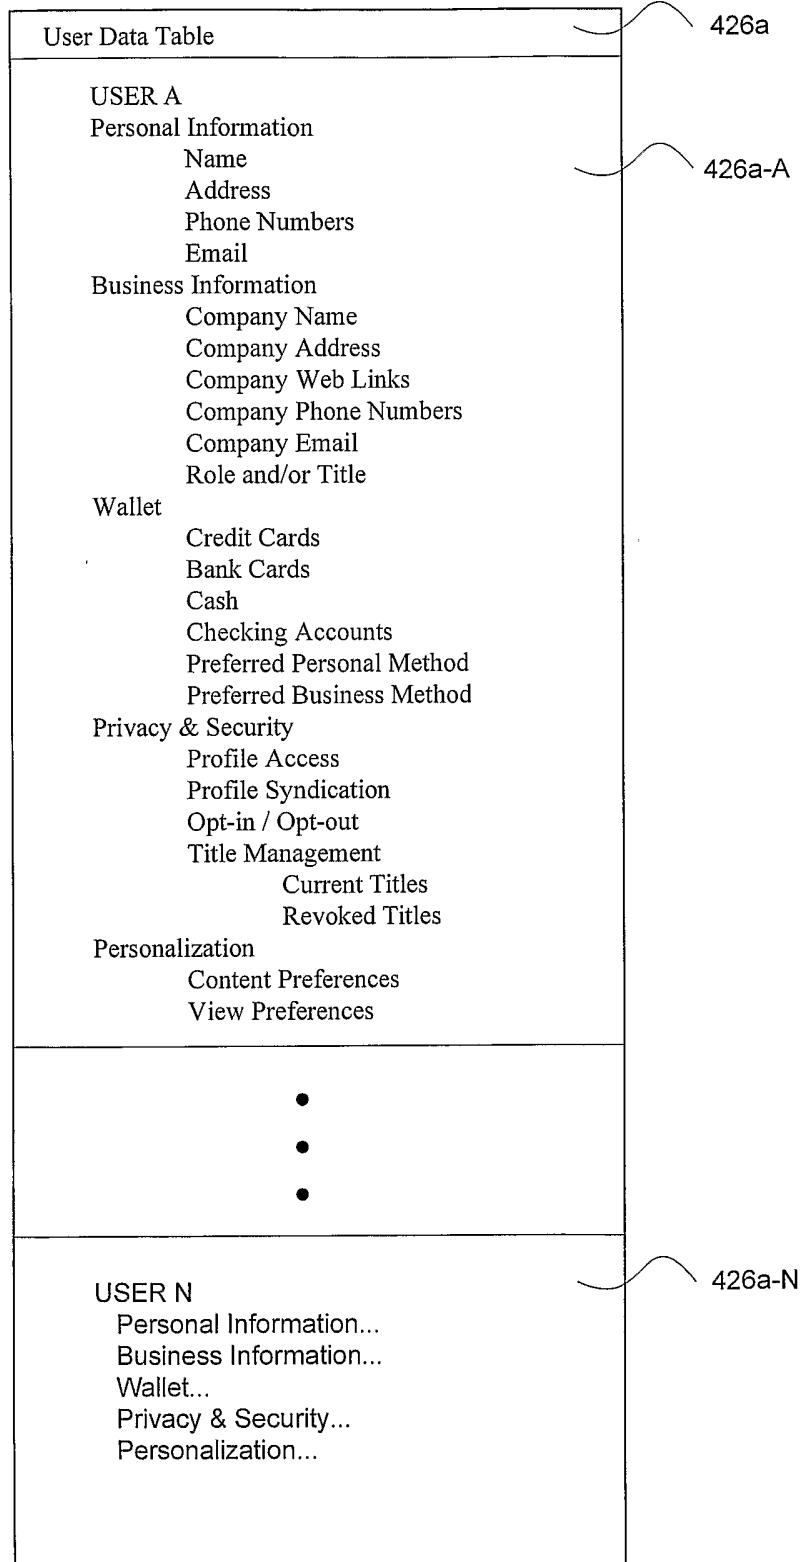 User Data Table
426a
USER A
Personal Information
Name
426a-A
Address
Phone Numbers
Email
Business Information
Company Name
Company Address
Company Web Links
Company Phone Numbers
Company Email
Role and/or Title
Wallet
Credit Cards
Bank Cards
Cash
Checking Accounts
Preferred Personal Method
Preferred Business Method
Privacy & Security
Profile Access
Profile Syndication
Opt-in / Opt-out
Title Management
Current Titles
Revoked Titles
Personalization
Content Preferences
View Preferences
426a-N
USER N
Personal Information...
Business Information...
Wallet...
Privacy & Security...
Personalization...